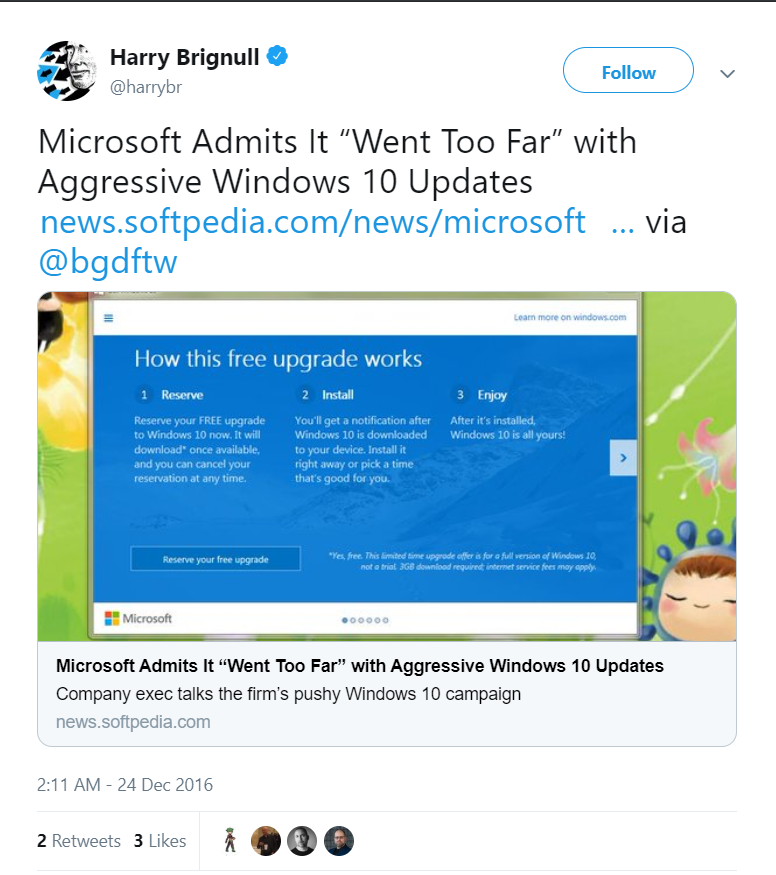 Harry Brignull
@harrybr
Follow
Microsoft Admits It “Went Too Far” with
Aggressive Windows 10 Updates
news.softpedia.com/news/microsoft … via
@bgdftw
Learn more on windows.com
How this free upgrade works
1 Reserve
Reserve your FREE upgrade
to Windows 10 now. It will
download* once available,
and you can cancel your
reservation at any time.
2 Install
You'll get a notification after
Windows 10 is downloaded
to your device. Install it
right away or pick a time
that's good for you.
3 Enjoy
After it's installed,
Windows 10 is all yours!
Reserve your free upgrade
*Yes, free. This limited time upgrade offer is for a full version of Windows 10,
not a trial. 3GB download required; internet service fees may apply.
Microsoft
Microsoft Admits It “Went Too Far” with Aggressive Windows 10 Updates
Company exec talks the firm’s pushy Windows 10 campaign
news.softpedia.com
2:11 AM - 24 Dec 2016
2 Retweets 3 Likes